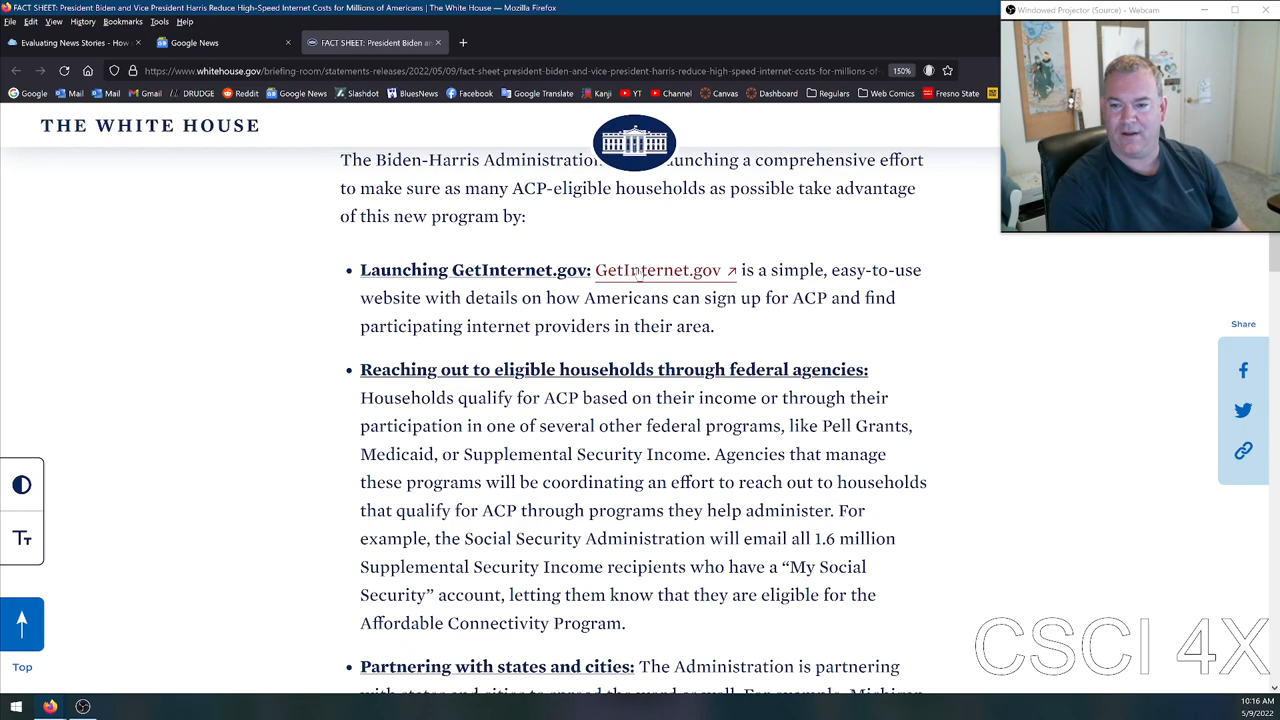 FACT SHEET: President Biden and Vice President Harris Reduce High-Speed Internet Costs for Millions of Americans | The White House — Mozilla Firefox
File Edit View History Bookmarks Tools Help
Windowed Projector (Source) - Webcam
Evaluating News Stories - How
Google News
FACT SHEET: President Biden an
https://www.whitehouse.gov/briefing-room/statements-releases/2022/05/09/fact-sheet-president-biden-and-vice-president-harris-reduce-high-speed-internet-costs-for-millions-of-
150%
Google Mail Mail Gmail DRUDGE Reddit Google News Slashdot BluesNews Facebook Google Translate Kanji YT Channel Canvas Dashboard Regulars Web Comics Fresno State
THE WHITE HOUSE
The Biden-Harris Administration launching a comprehensive effort
to make sure as many ACP-eligible households as possible take advantage
of this new program by:
• Launching GetInternet.gov: GetInternet.gov ↗ is a simple, easy-to-use
website with details on how Americans can sign up for ACP and find
participating internet providers in their area.
Share
• Reaching out to eligible households through federal agencies:
Households qualify for ACP based on their income or through their
participation in one of several other federal programs, like Pell Grants,
Medicaid, or Supplemental Security Income. Agencies that manage
these programs will be coordinating an effort to reach out to households
that qualify for ACP through programs they help administer. For
example, the Social Security Administration will email all 1.6 million
Supplemental Security Income recipients who have a “My Social
Security” account, letting them know that they are eligible for the
Affordable Connectivity Program.
Tт
Top
• Partnering with states and cities: The Administration is partnering
CSCI 4X
10:16 AM
5/9/2022